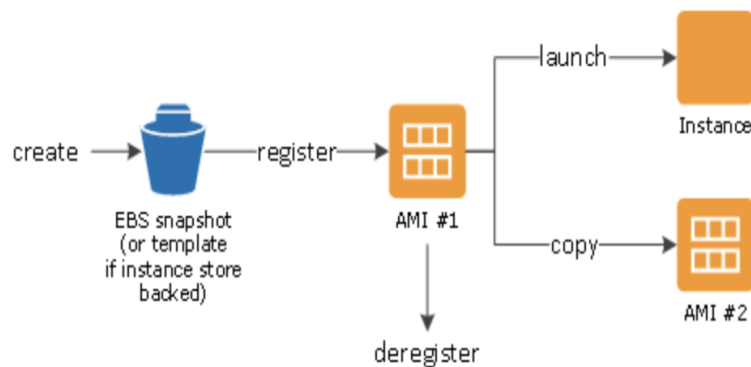 create
register
launch
copy
deregister
EBS snapshot
(or template
if instance store
backed)
AMI #1
Instance
AMI #2